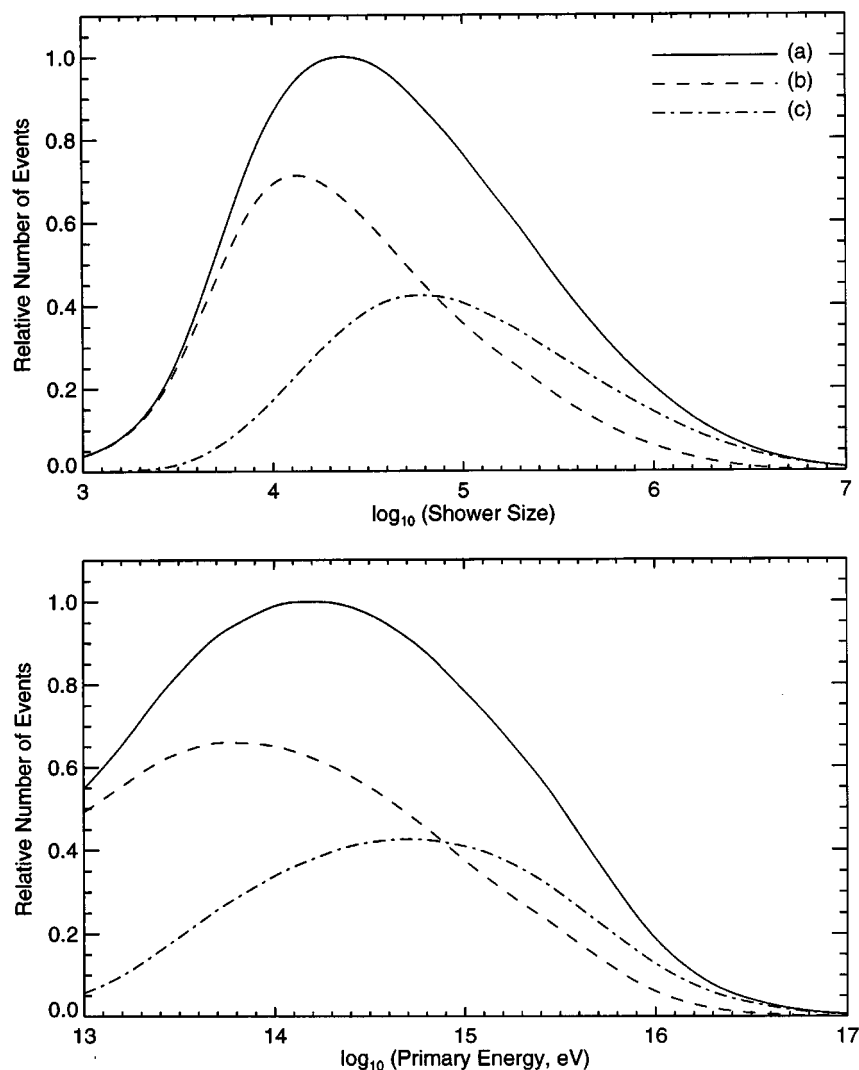 1.0
0.8
0.6
0.4
0.2
0.0
Relative Number of Events
(a)
(b)
(c)
3 4 5 6 7
log₁₀ (Shower Size)
1.0
0.8
0.6
0.4
0.2
0.0
Relative Number of Events
13 14 15 16 17
log₁₀ (Primary Energy, eV)